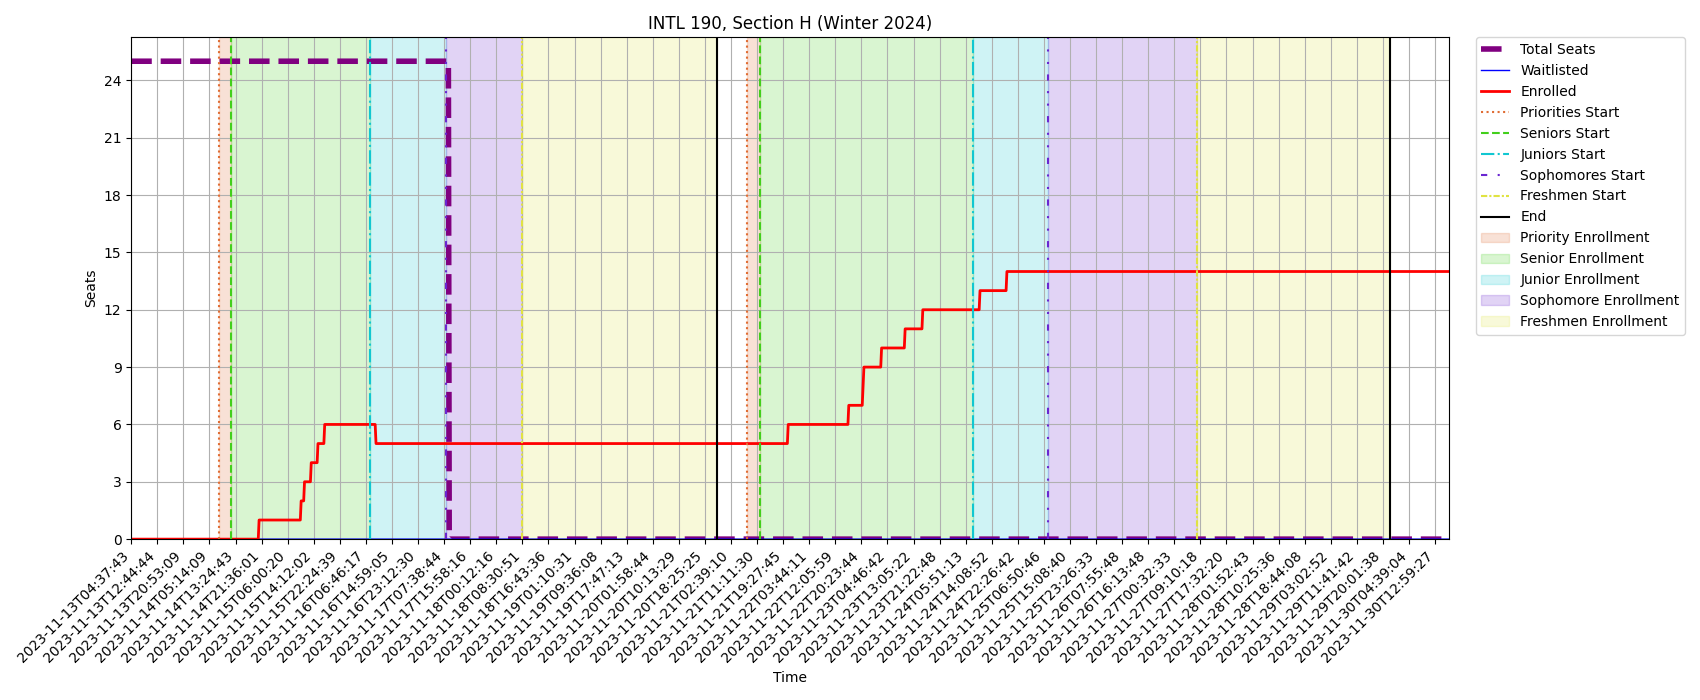 INTL 190, Section H (Winter 2024)
Seats
24
21
18
15
12
9
6
3
0
2023-11-13T04:37:43
2023-11-13T12:44:44
2023-11-13T20:53:09
2023-11-14T05:14:09
2023-11-14T13:24:43
2023-11-14T21:36:01
2023-11-15T06:00:20
2023-11-15T14:12:02
2023-11-15T22:24:39
2023-11-16T06:46:17
2023-11-16T14:59:05
2023-11-16T23:12:30
2023-11-17T07:38:44
2023-11-17T15:58:16
2023-11-18T00:12:16
2023-11-18T08:30:51
2023-11-18T16:43:36
2023-11-19T01:10:31
2023-11-19T09:36:08
2023-11-19T17:47:13
2023-11-20T01:58:44
2023-11-20T10:13:29
2023-11-20T18:25:25
2023-11-21T02:39:10
2023-11-21T11:11:30
2023-11-21T19:27:45
2023-11-22T03:44:11
2023-11-22T12:05:59
2023-11-22T20:23:44
2023-11-23T04:46:42
2023-11-23T13:05:22
2023-11-23T21:22:48
2023-11-24T05:51:13
2023-11-24T14:08:52
2023-11-24T22:26:42
2023-11-25T06:50:46
2023-11-25T15:08:40
2023-11-25T23:26:33
2023-11-26T07:55:48
2023-11-26T16:13:48
2023-11-27T00:32:33
2023-11-27T09:10:18
2023-11-27T17:32:20
2023-11-28T01:52:43
2023-11-28T10:25:36
2023-11-28T18:44:08
2023-11-29T03:02:52
2023-11-29T11:41:42
2023-11-29T20:01:38
2023-11-30T04:39:04
2023-11-30T12:59:27
Time
Total Seats
Waitlisted
Enrolled
Priorities Start
Seniors Start
Juniors Start
Sophomores Start
Freshmen Start
End
Priority Enrollment
Senior Enrollment
Junior Enrollment
Sophomore Enrollment
Freshmen Enrollment